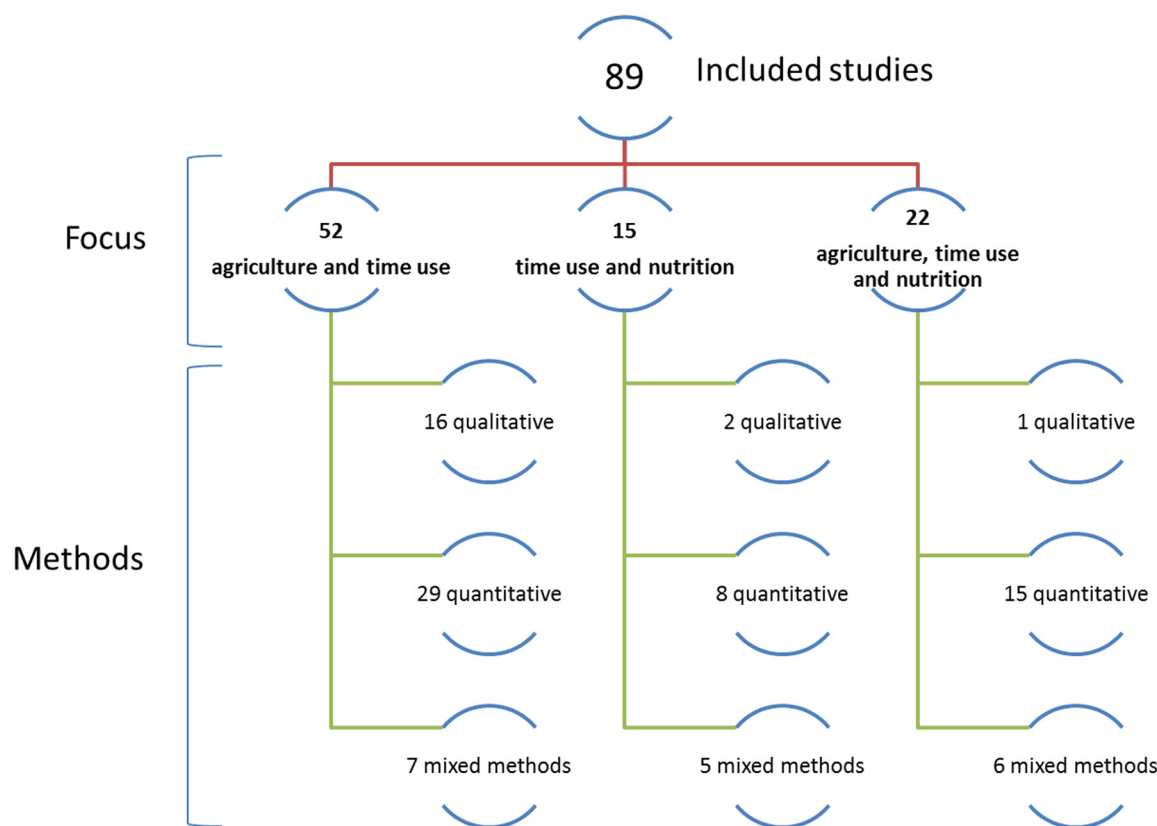 89
Included studies
Focus
52
agriculture and time use
15
time use and nutrition
22
agriculture, time use
and nutrition
Methods
16 qualitative
2 qualitative
1 qualitative
29 quantitative
8 quantitative
15 quantitative
7 mixed methods
5 mixed methods
6 mixed methods